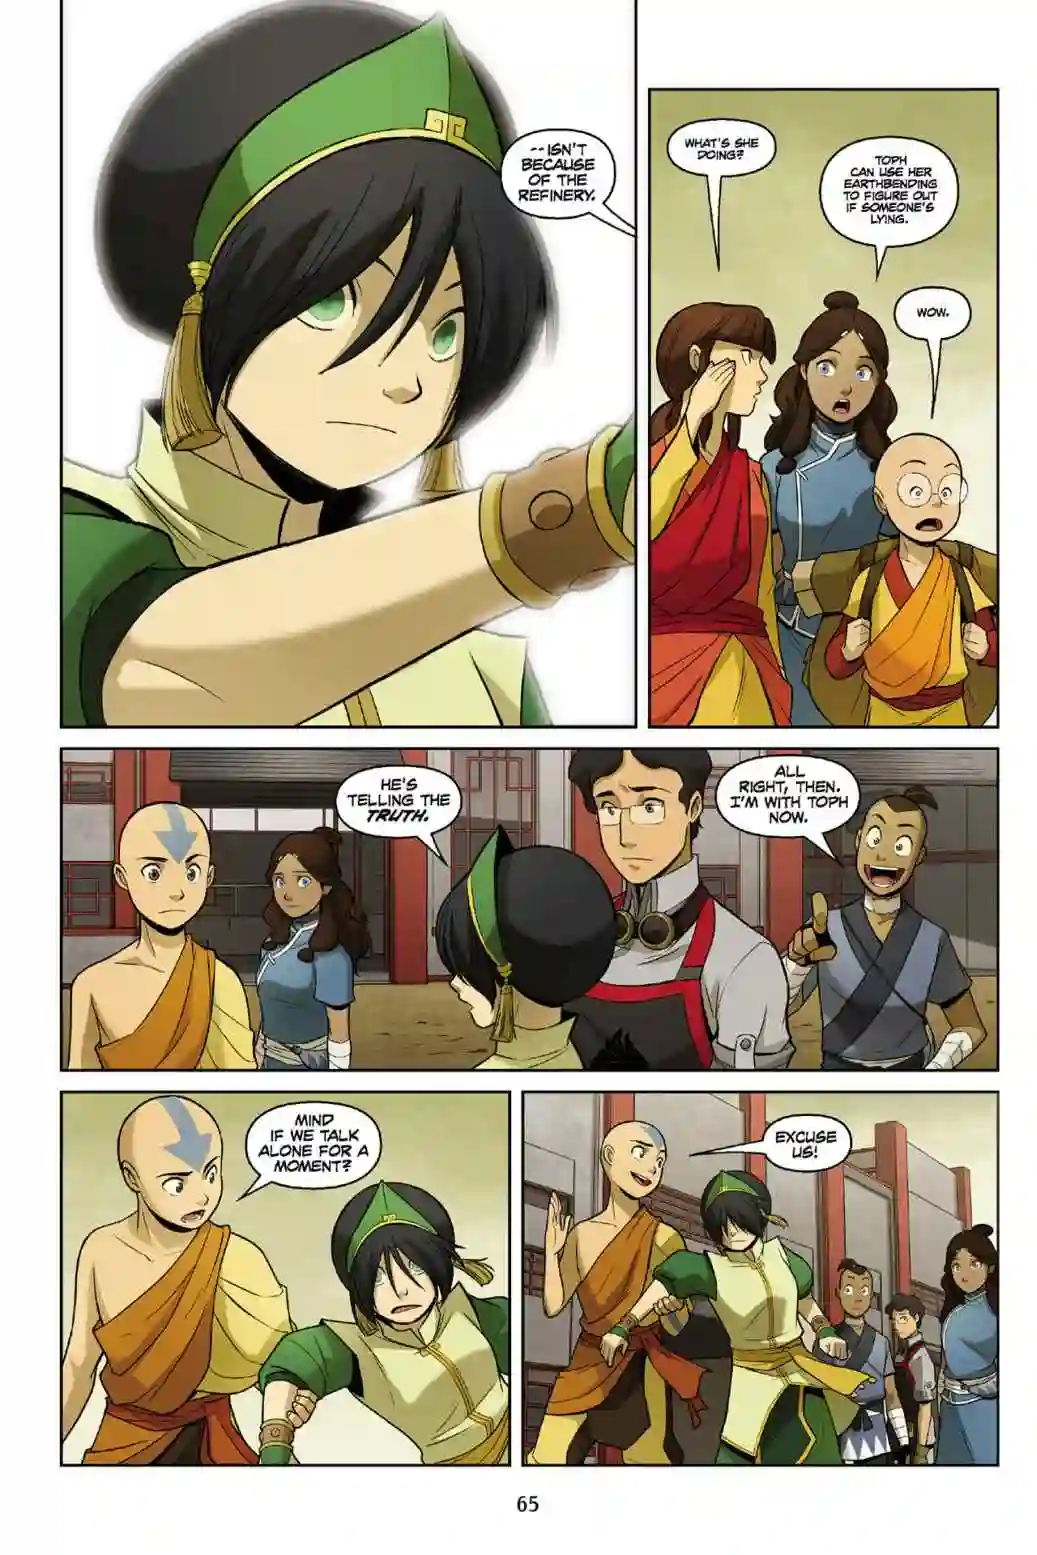 --ISN'T
BECAUSE
OF THE
REFINERY.
WHAT'S SHE
DOING?
TOPH
CAN USE HER
EARTHBENDING
TO FIGURE OUT
IF SOMEONE'S
LYING.
WOW.
HE'S
TELLING THE
TRUTH.
ALL
RIGHT, THEN.
I'M WITH TOPH
NOW.
MIND
IF WE TALK
ALONE FOR A
MOMENT?
EXCUSE
US!
65